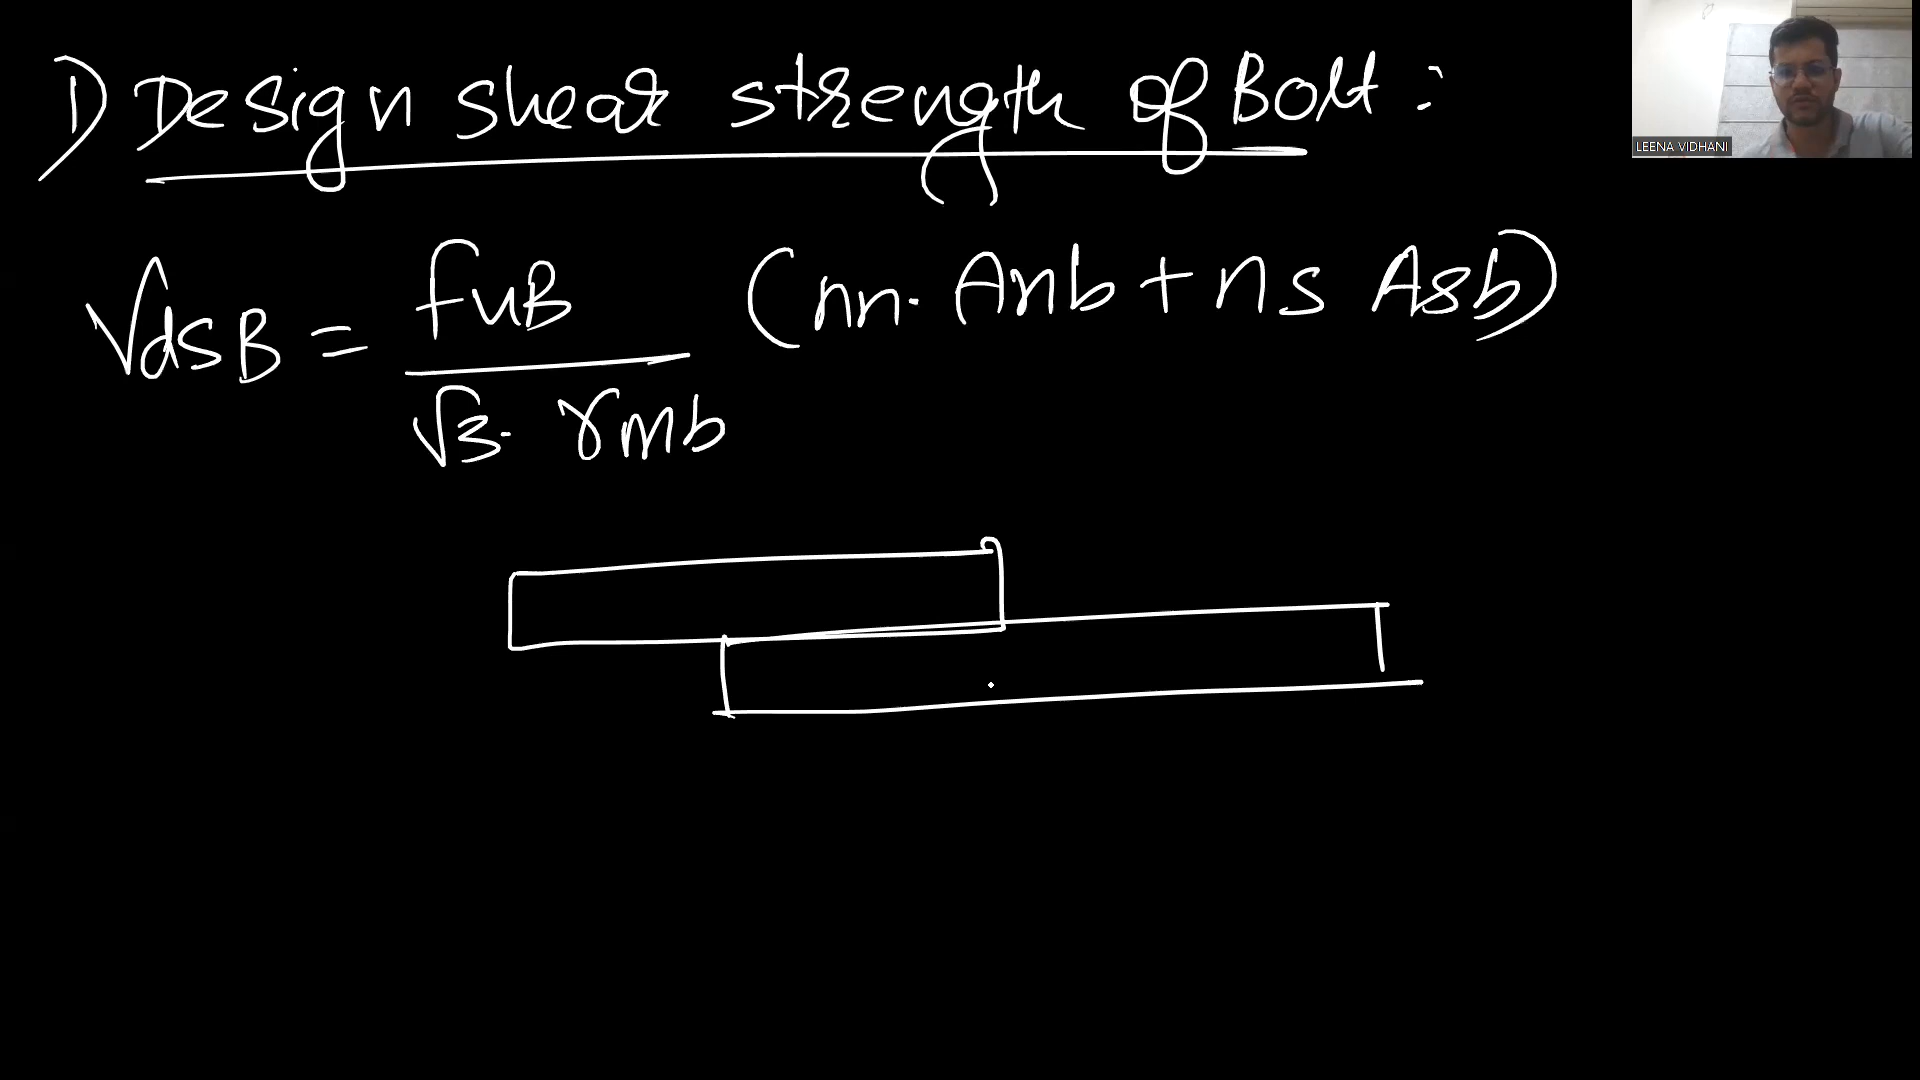 1) Design shear strength of Bolt :
VdsB = fuB / √3. γmb (nn. Anb + ns Asb)
LEENA VIDHANI